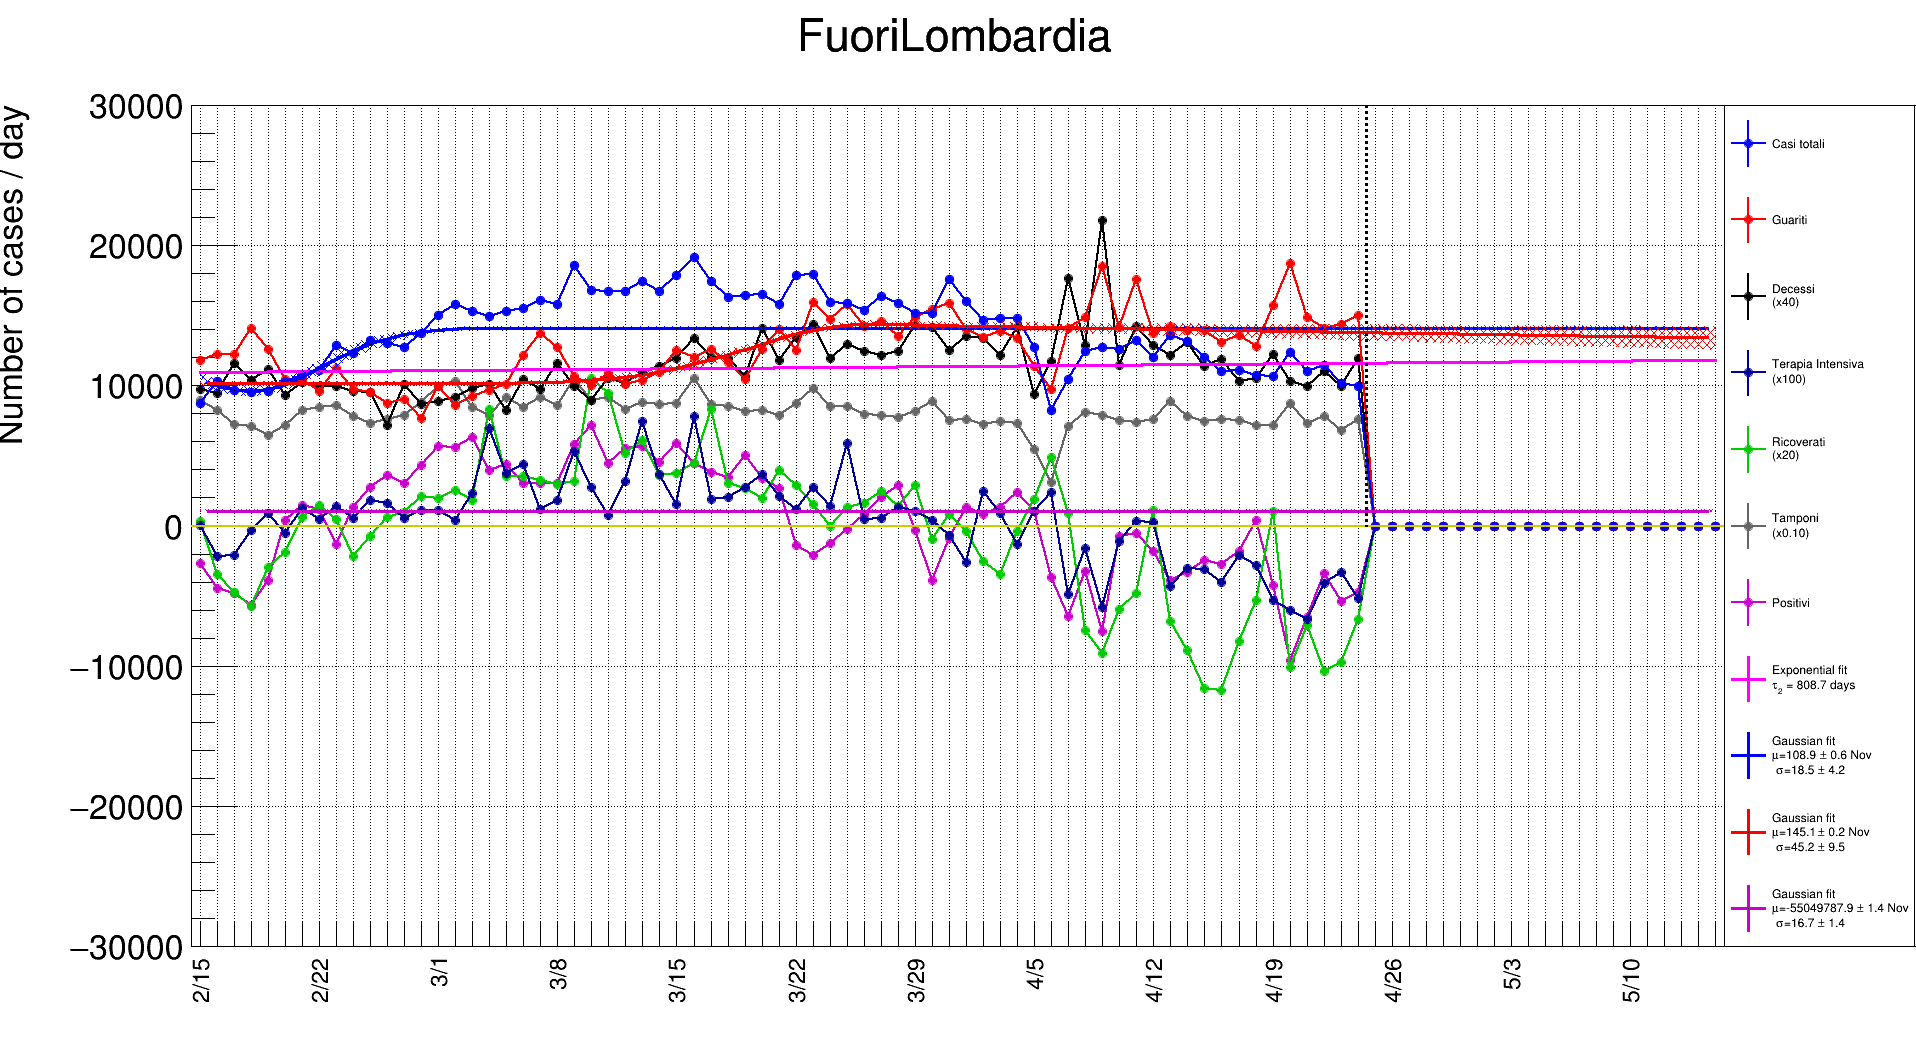 FuoriLombardia
Number of cases / day
30000
20000
10000
0
−10000
−20000
−30000
2/15
2/22
3/1
3/8
3/15
3/22
3/29
4/5
4/12
4/19
4/26
5/3
5/10
Casi totali
Guariti
Decessi
(x40)
Terapia Intensiva
(x100)
Ricoverati
(x20)
Tamponi
(x0.10)
Positivi
Exponential fit
τ2 = 808.7 days
Gaussian fit
μ=108.9 ± 0.6 Nov
σ=18.5 ± 4.2
Gaussian fit
μ=145.1 ± 0.2 Nov
σ=45.2 ± 9.5
Gaussian fit
μ=-55049787.9 ± 1.4 Nov
σ=16.7 ± 1.4